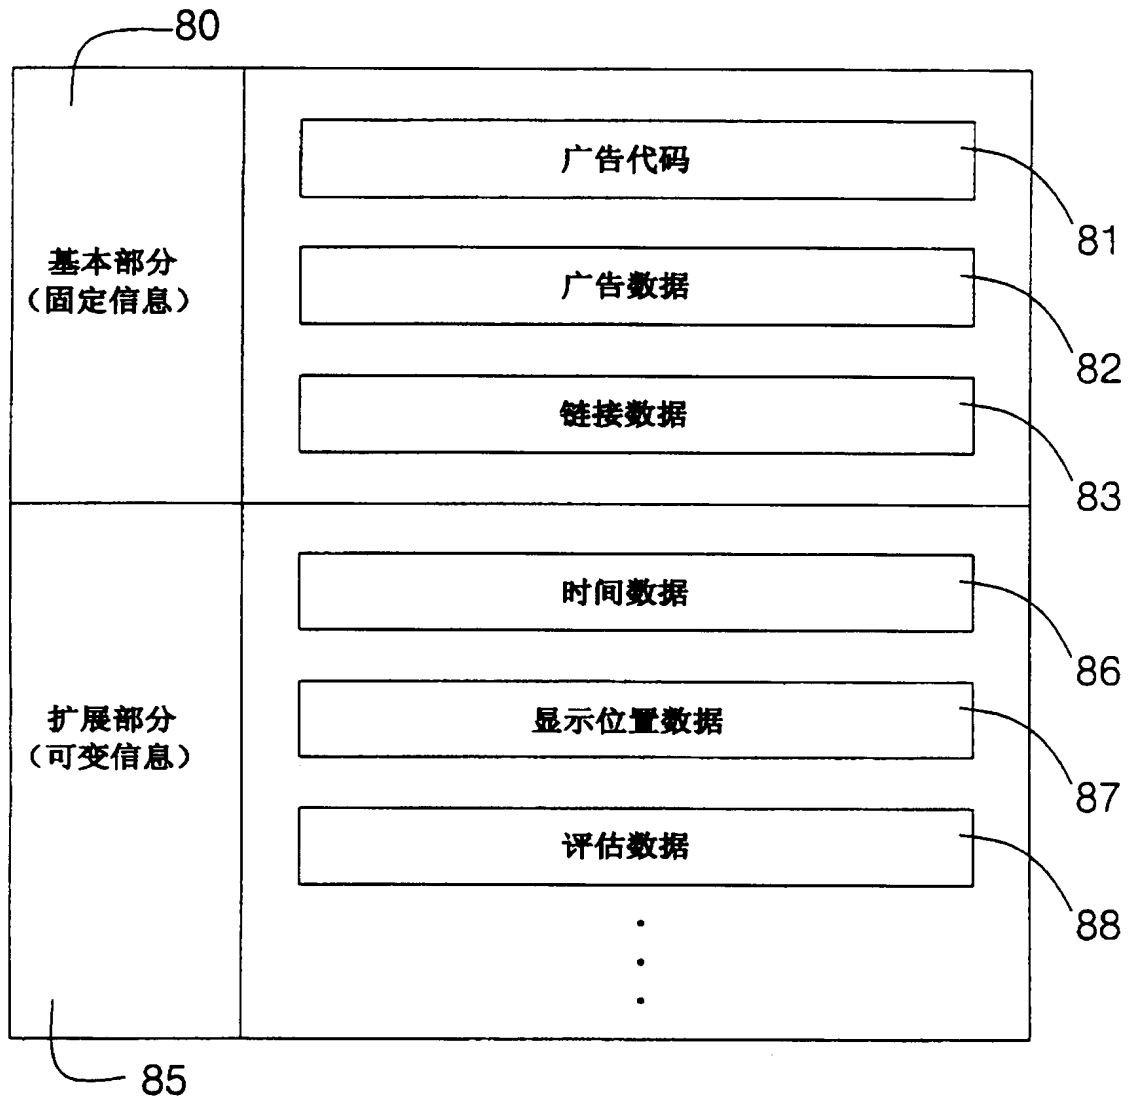 80
基本部分
（固定信息）
广告代码
81
广告数据
82
链接数据
83
扩展部分
（可变信息）
时间数据
86
显示位置数据
87
评估数据
88
85